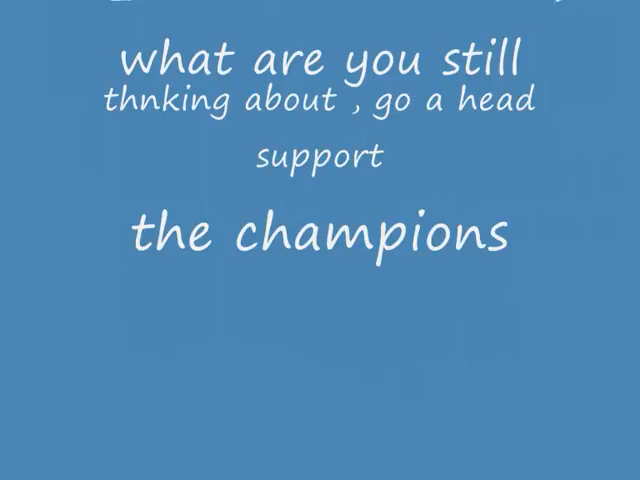 what are you still
thnking about , go a head
support
the champions